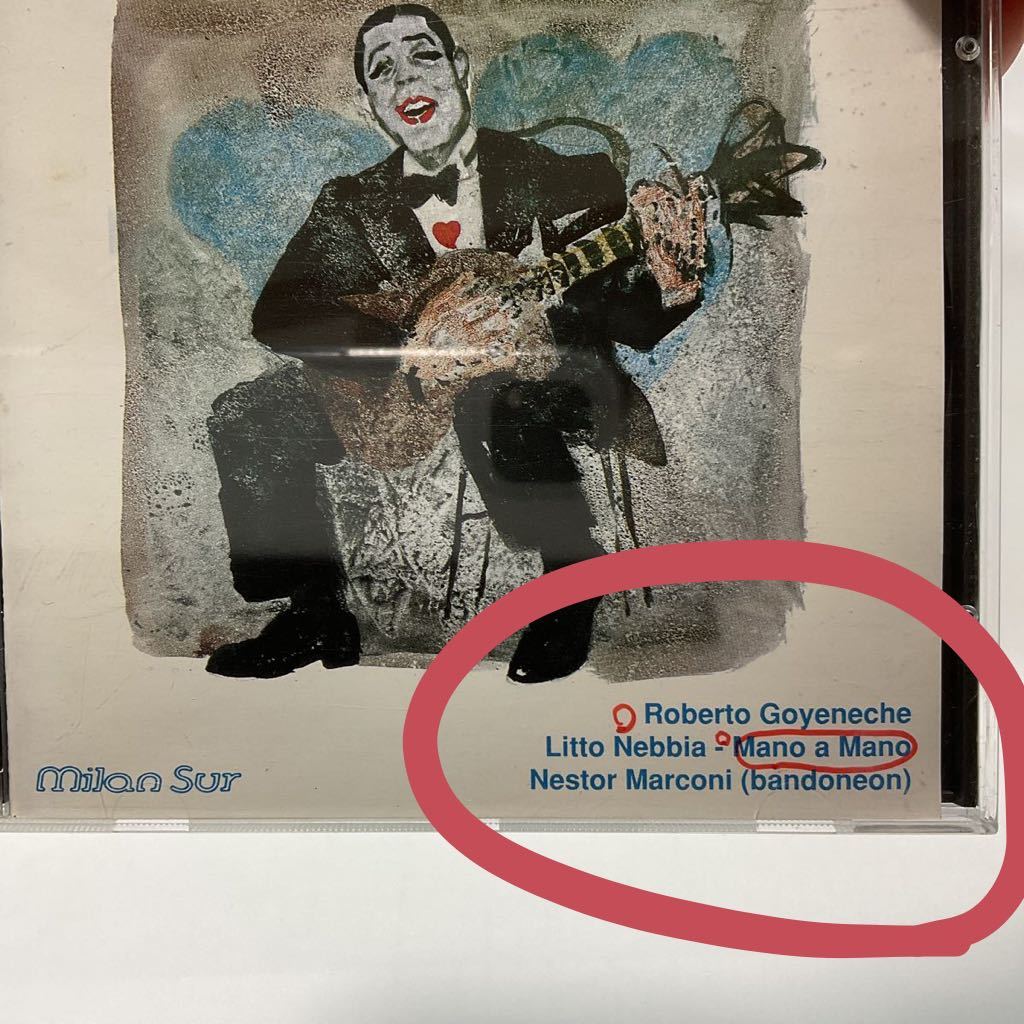 Roberto Goyeneche
Litto Nebbia - Mano a Mano
Nestor Marconi (bandoneon)
Milan Sur